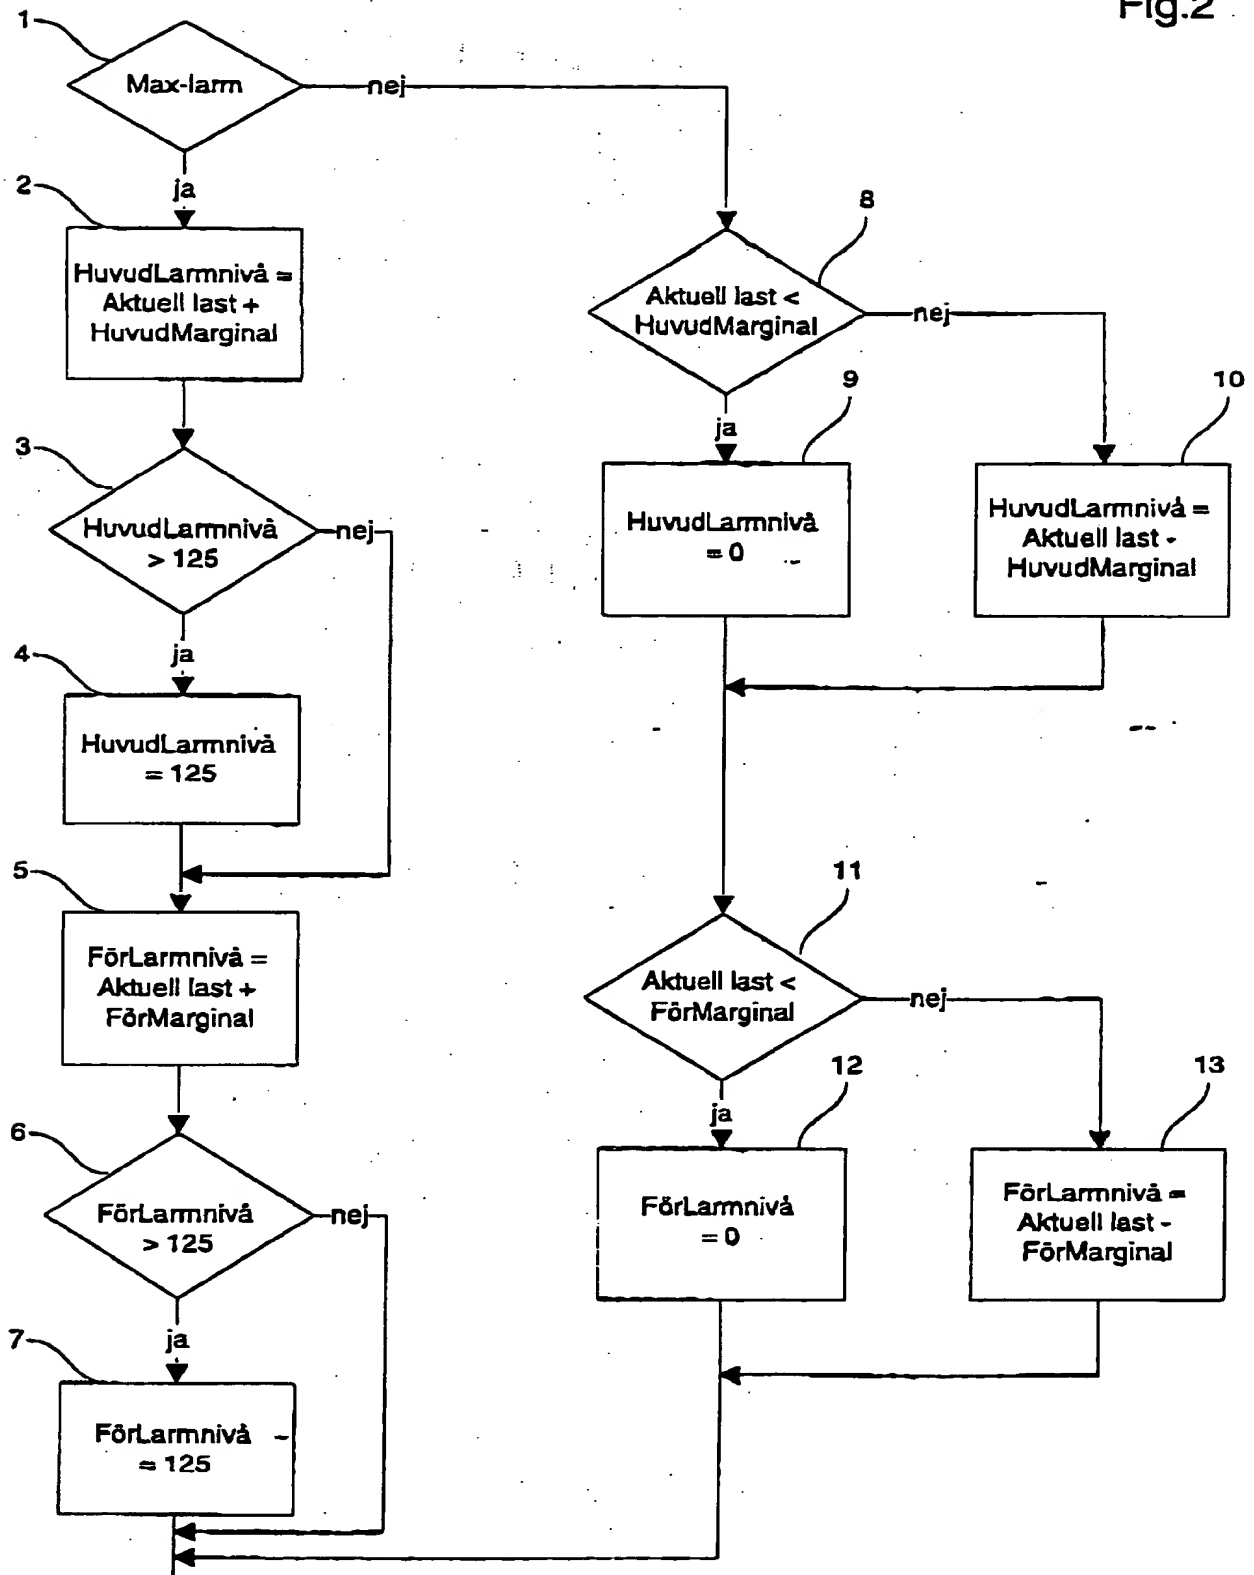 Fig.2
1
Max-larm
nej
ja
2
HuvudLarmnivå =
Aktuell last +
HuvudMarginal
3
HuvudLarmnivå
> 125
nej
ja
4
HuvudLarmnivå
= 125
5
FörLarmnivå =
Aktuell last +
FörMarginal
6
FörLarmnivå
> 125
nej
ja
7
FörLarmnivå
= 125
8
Aktuell last <
HuvudMarginal
nej
ja
9
HuvudLarmnivå
= 0
10
HuvudLarmnivå =
Aktuell last -
HuvudMarginal
11
Aktuell last <
FörMarginal
nej
ja
12
FörLarmnivå
= 0
13
FörLarmnivå =
Aktuell last -
FörMarginal